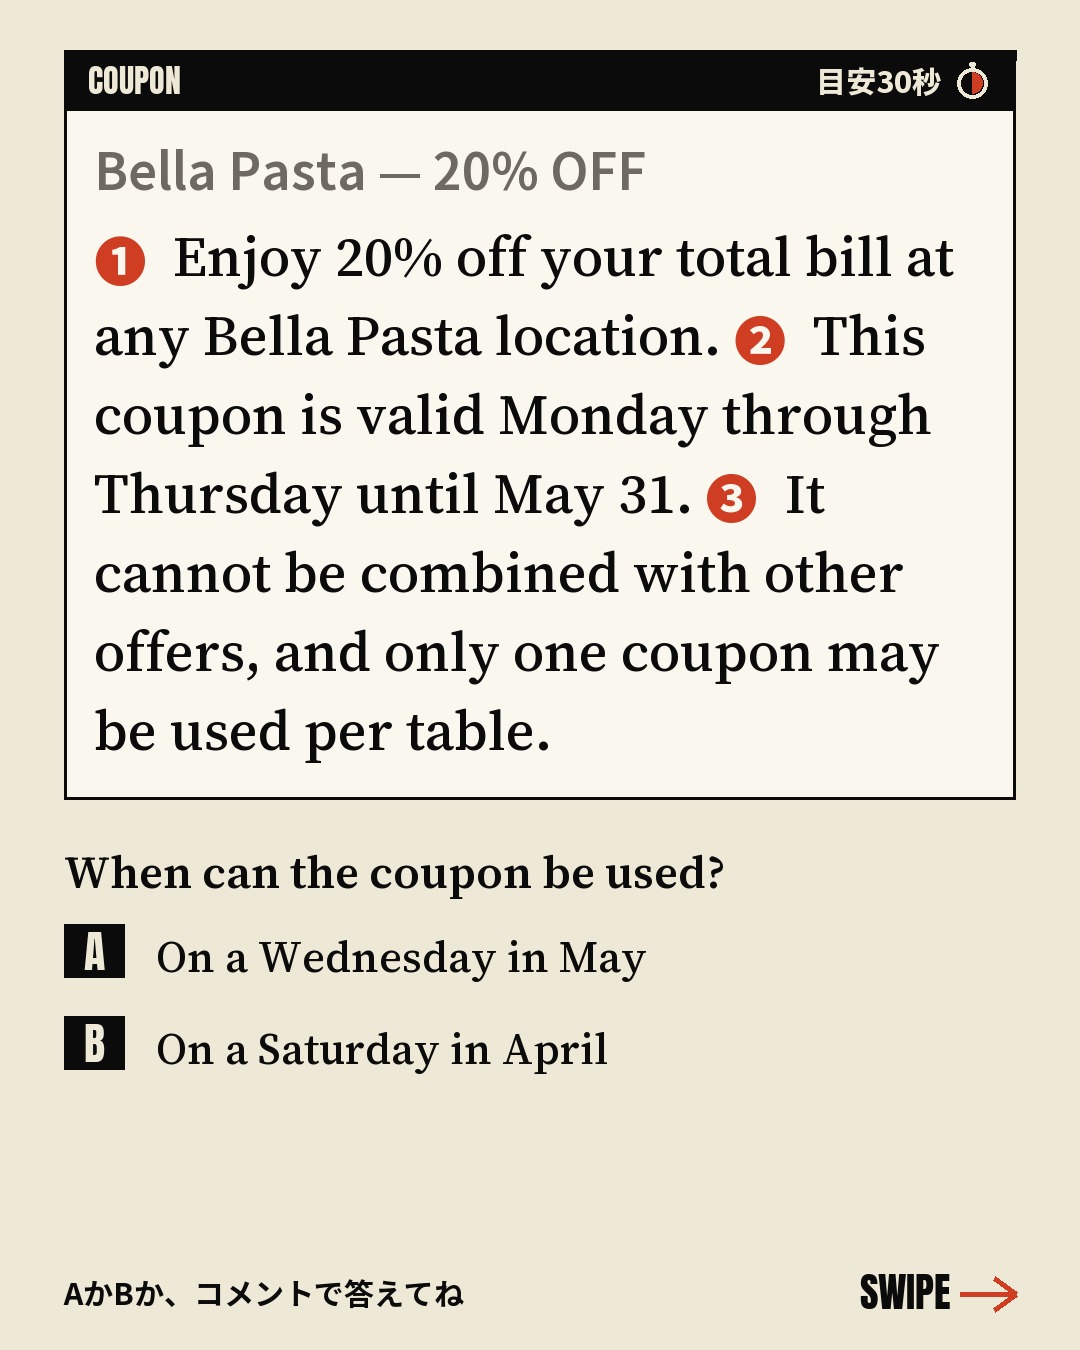 COUPON
目安30秒
Bella Pasta — 20% OFF
1 Enjoy 20% off your total bill at
any Bella Pasta location. 2 This
coupon is valid Monday through
Thursday until May 31. 3 It
cannot be combined with other
offers, and only one coupon may
be used per table.
When can the coupon be used?
A On a Wednesday in May
B On a Saturday in April
AかBか、コメントで答えてね
SWIPE